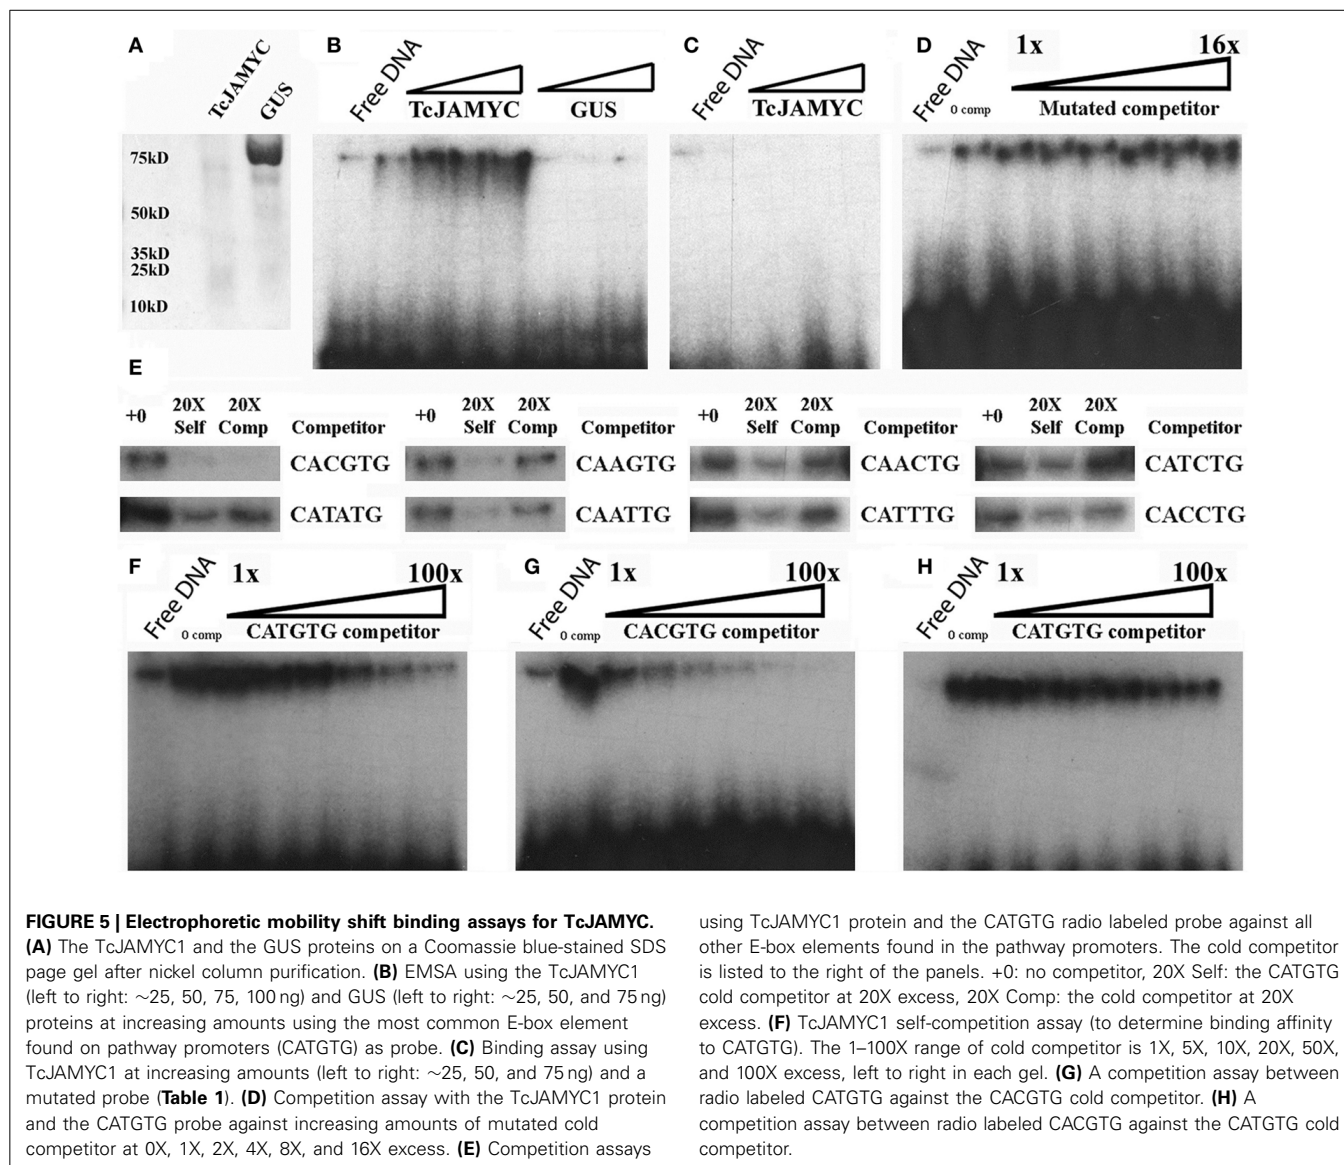 A
TcJAMYC
GUS
75kD
50kD
35kD
25kD
10kD
B
Free DNA
TcJAMYC
GUS
C
Free DNA
TcJAMYC
D
Free DNA
0 comp
1x
16x
Mutated competitor
E
+0 20X Self 20X Comp Competitor
CACGTG
CATATG
+0 20X Self 20X Comp Competitor
CAAGTG
CAATTG
+0 20X Self 20X Comp Competitor
CAACTG
CATTTG
+0 20X Self 20X Comp Competitor
CATCTG
CACCTG
F
Free DNA
0 comp
1x
100x
CATGTG competitor
G
Free DNA
0 comp
1x
100x
CACGTG competitor
H
Free DNA
0 comp
1x
100x
CATGTG competitor
FIGURE 5 | Electrophoretic mobility shift binding assays for TcJAMYC.
(A) The TcJAMYC1 and the GUS proteins on a Coomassie blue-stained SDS
page gel after nickel column purification. (B) EMSA using the TcJAMYC1
(left to right: ~25, 50, 75, 100 ng) and GUS (left to right: ~25, 50, and 75 ng)
proteins at increasing amounts using the most common E-box element
found on pathway promoters (CATGTG) as probe. (C) Binding assay using
TcJAMYC1 at increasing amounts (left to right: ~25, 50, and 75 ng) and a
mutated probe (Table 1). (D) Competition assay with the TcJAMYC1 protein
and the CATGTG probe against increasing amounts of mutated cold
competitor at 0X, 1X, 2X, 4X, 8X, and 16X excess. (E) Competition assays
using TcJAMYC1 protein and the CATGTG radio labeled probe against all
other E-box elements found in the pathway promoters. The cold competitor
is listed to the right of the panels. +0: no competitor, 20X Self: the CATGTG
cold competitor at 20X excess, 20X Comp: the cold competitor at 20X
excess. (F) TcJAMYC1 self-competition assay (to determine binding affinity
to CATGTG). The 1–100X range of cold competitor is 1X, 5X, 10X, 20X, 50X,
and 100X excess, left to right in each gel. (G) A competition assay between
radio labeled CATGTG against the CACGTG cold competitor. (H) A
competition assay between radio labeled CACGTG against the CATGTG cold
competitor.